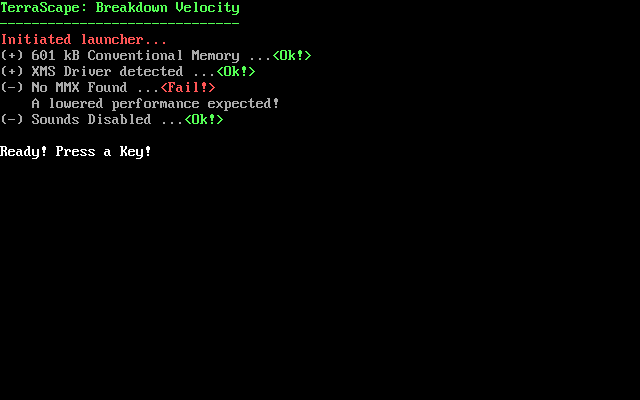 TerraScape: Breakdown Velocity
------------------------------
Initiated launcher...
(+) 601 kB Conventional Memory ...<Ok!>
(+) XMS Driver detected ...<Ok!>
(-) No MMX Found ...<Fail!>
    A lowered performance expected!
(-) Sounds Disabled ...<Ok!>
Ready! Press a Key!